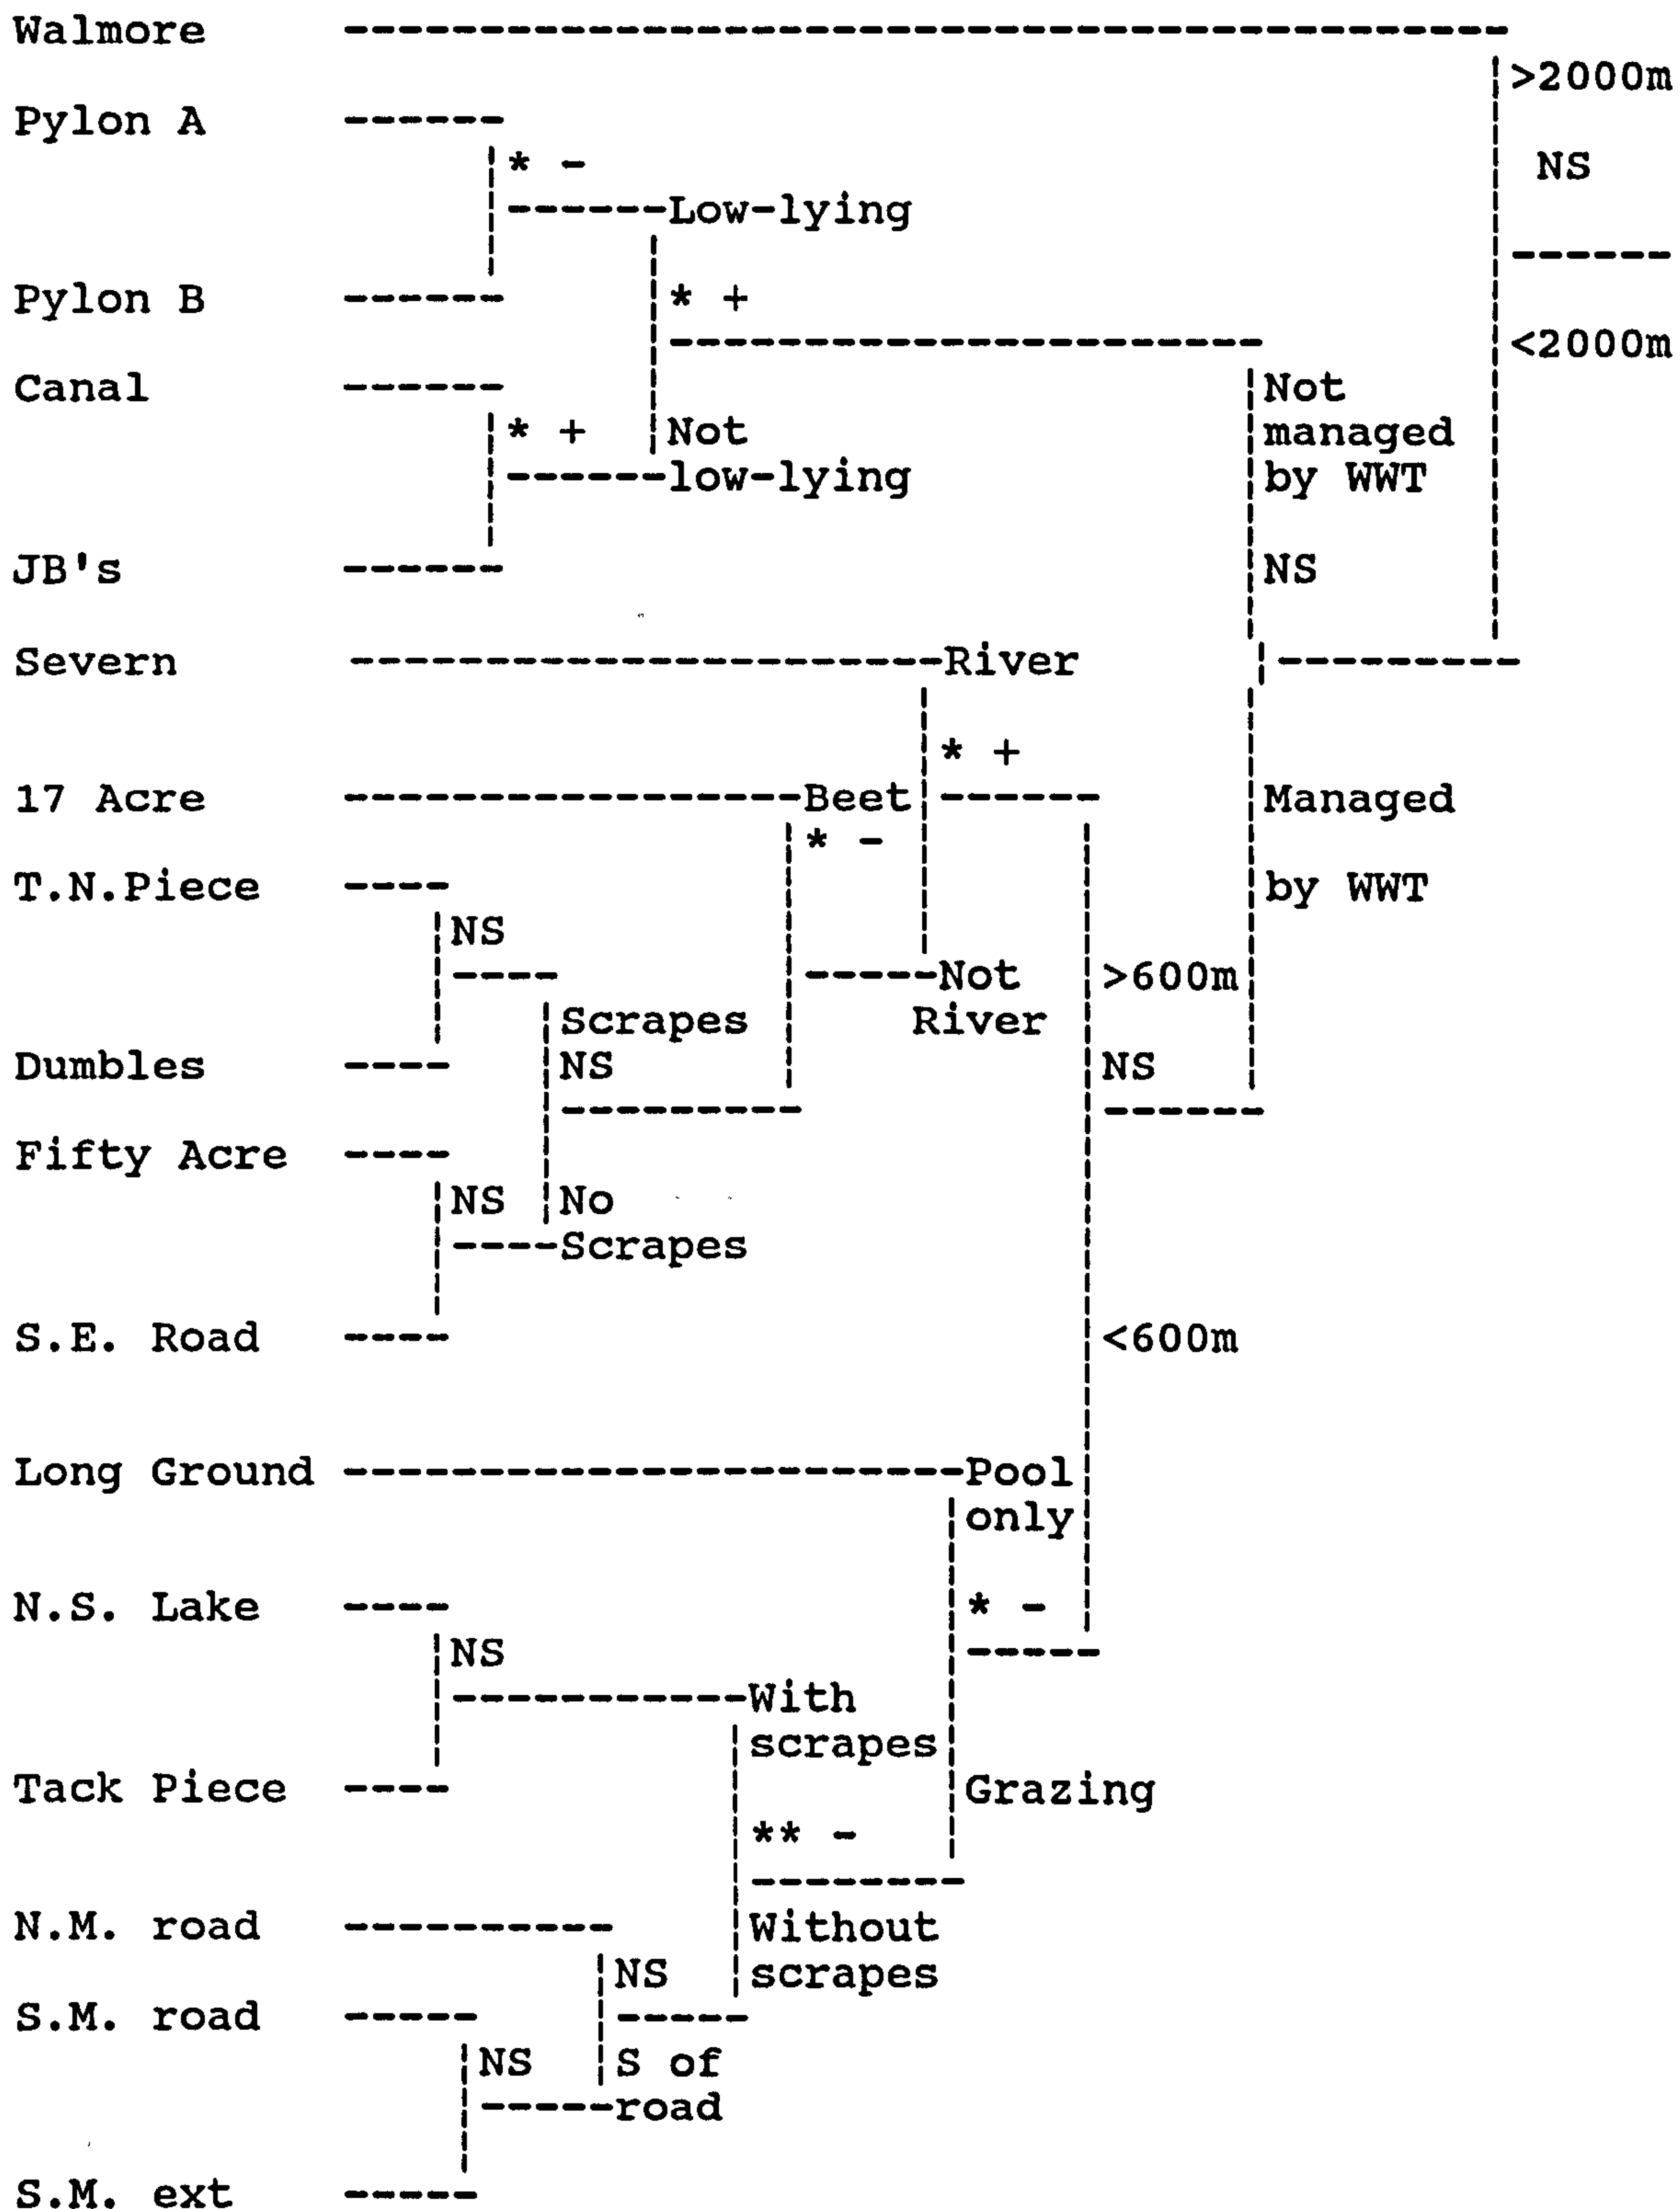 Walmore
>2000m
Pylon A
* - NS
Low-lying
Pylon B * +
<2000m
Canal Not
* + Not managed
low-lying by WWT
JB's NS
Severn River
* +
17 Acre Beet Managed
* -
T.N.Piece by WWT
NS
Not >600m
Scrapes River
Dumbles NS NS
Fifty Acre
NS No
Scrapes
S.E. Road <600m
Long Ground Pool
only
N.S. Lake * -
NS
With
scrapes
Tack Piece Grazing
** -
N.M. road Without
NS scrapes
S.M. road
NS S of
road
S.M. ext